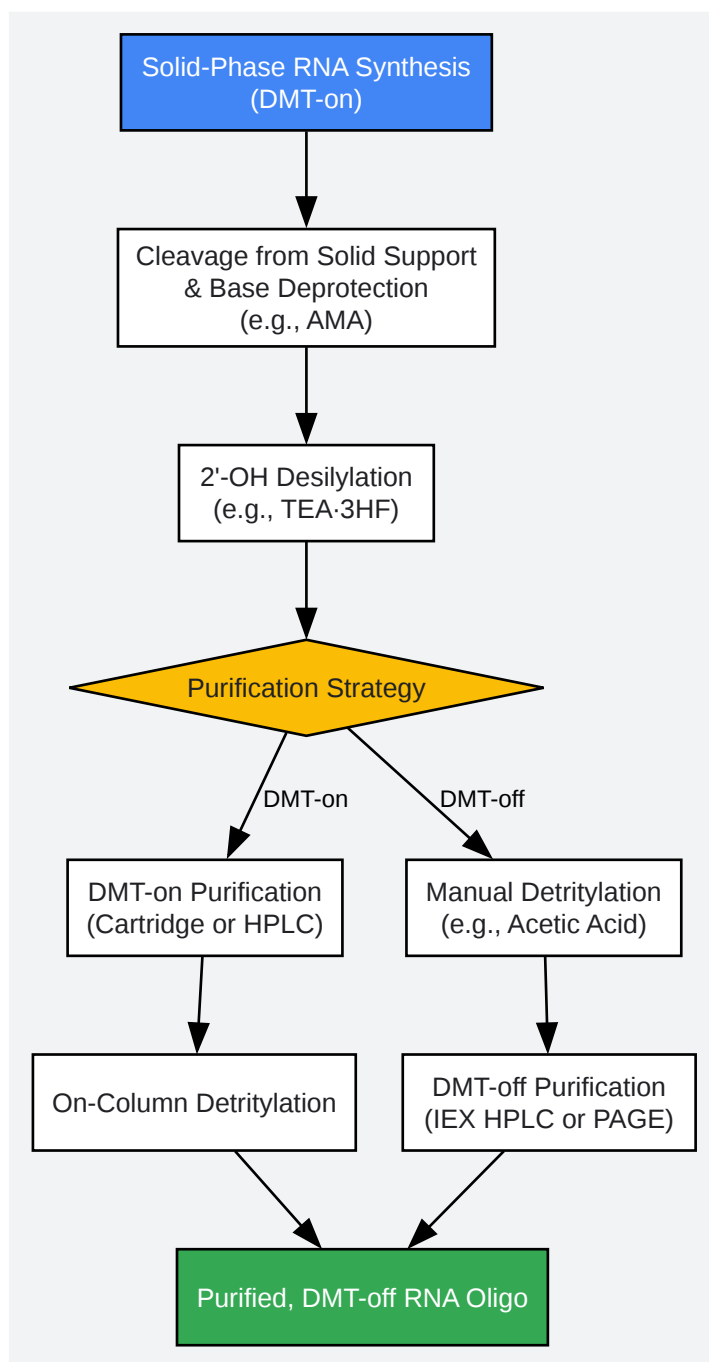 Solid-Phase RNA Synthesis
(DMT-on)
Cleavage from Solid Support
& Base Deprotection
(e.g., AMA)
2'-OH Desilylation
(e.g., TEA·3HF)
Purification Strategy
DMT-on
DMT-off
DMT-on Purification
(Cartridge or HPLC)
Manual Detritylation
(e.g., Acetic Acid)
On-Column Detritylation
DMT-off Purification
(IEX HPLC or PAGE)
Purified, DMT-off RNA Oligo